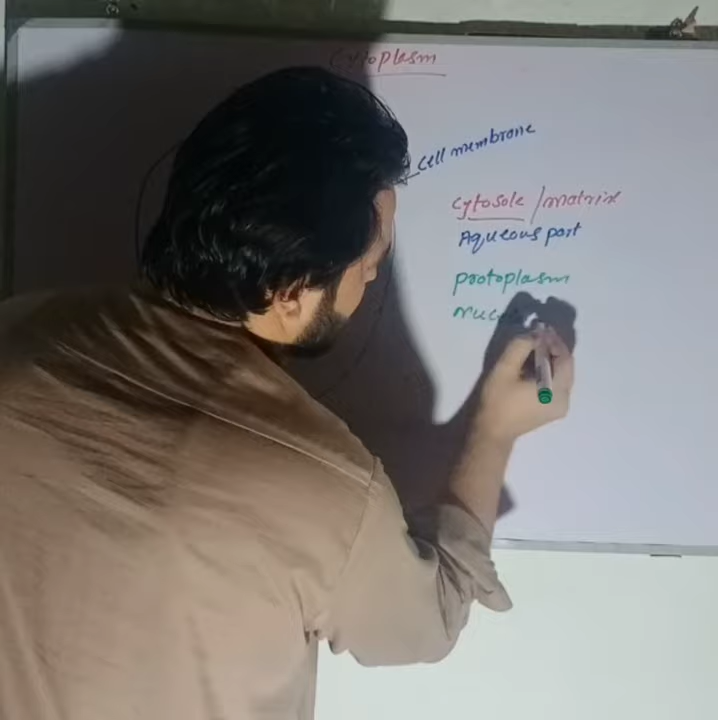 Cytoplasm
cell membrane
cytosole / matrix
Aqueous part
protoplasm